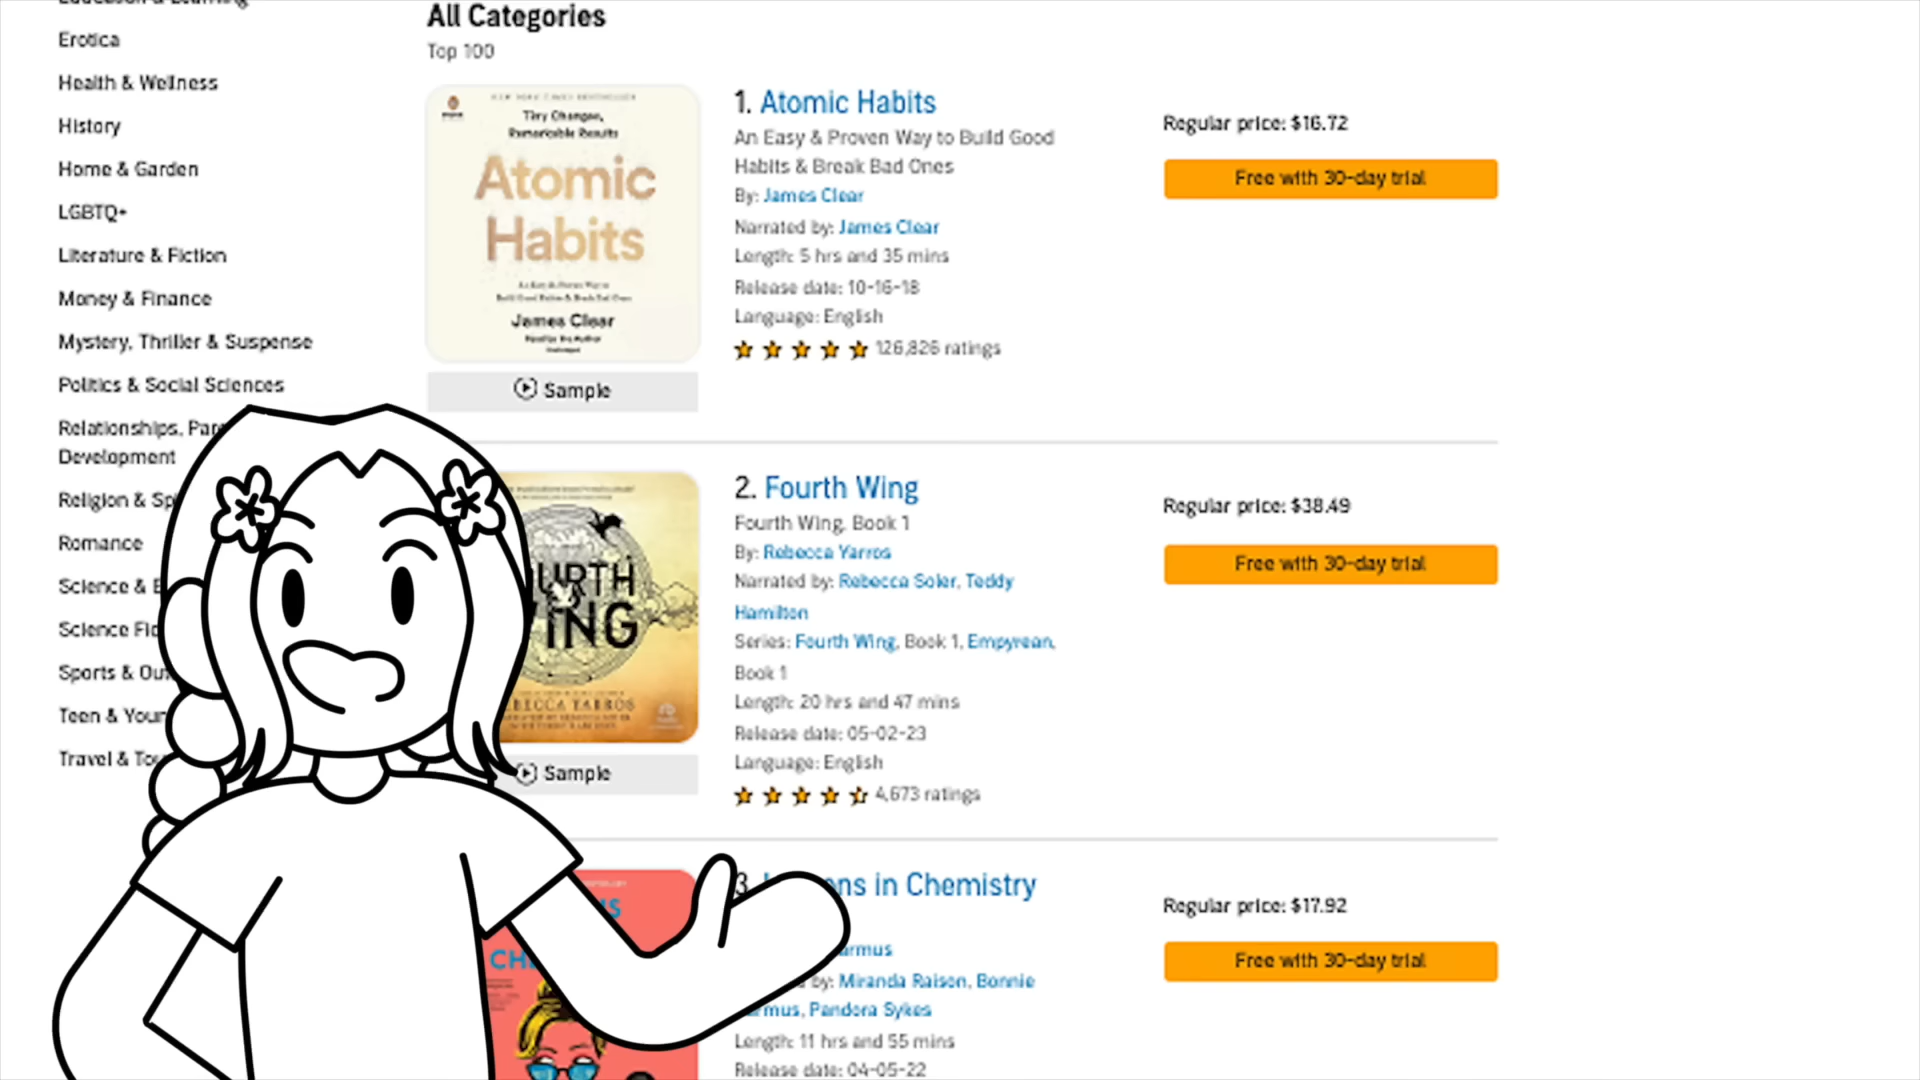 All Categories
Top 100
Erotica
Health & Wellness
History
Home & Garden
LGBTQ+
Literature & Fiction
Money & Finance
Mystery, Thriller & Suspense
Politics & Social Sciences
Relationships,
Development
Religion &
Romance
Science &
Science
Sports &
Teen &
Travel &
Tiny Changes,
Remarkable Results
Atomic
Habits
James Clear
Sample
1. Atomic Habits
An Easy & Proven Way to Build Good
Habits & Break Bad Ones
By: James Clear
Narrated by: James Clear
Length: 5 hrs and 35 mins
Release date: 10-16-18
Language: English
126,826 ratings
Regular price: $16.72
Free with 30-day trial
URTH
ING
YARROS
Sample
2. Fourth Wing
Fourth Wing, Book 1
By: Rebecca Yarros
Narrated by: Rebecca Soler, Teddy
Hamilton
Series: Fourth Wing, Book 1, Empyrean,
Book 1
Length: 20 hrs and 47 mins
Release date: 05-02-23
Language: English
4,673 ratings
Regular price: $38.49
Free with 30-day trial
CH
3. ons in Chemistry
armus
by: Miranda Raison, Bonnie
rmus, Pandora Sykes
Length: 11 hrs and 55 mins
Release date: 04-05-22
Regular price: $17.92
Free with 30-day trial